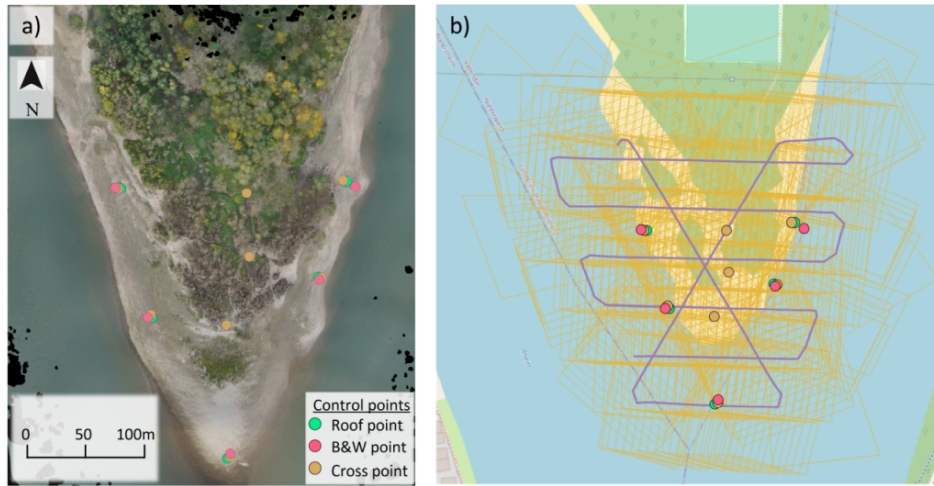 a)
N
0 50 100m
Control points
Roof point
B&W point
Cross point
b)